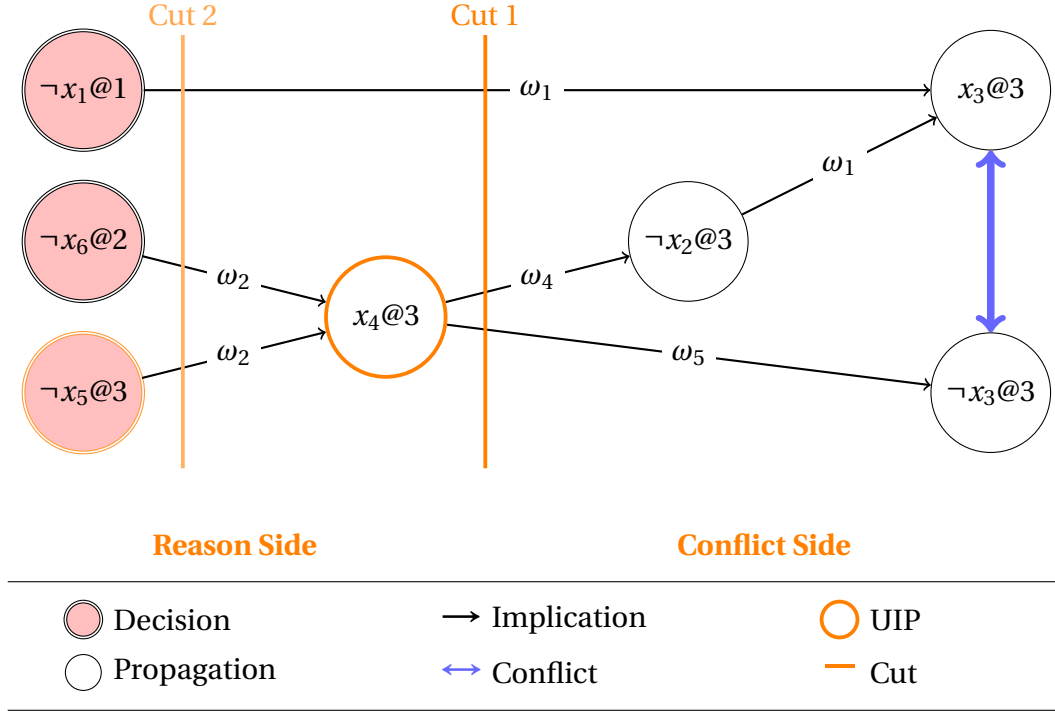 Cut 2 Cut 1
¬x₁@1 ω₁ x₃@3
ω₁
¬x₆@2 ω₂ ω₄ ¬x₂@3
x₄@3
¬x₅@3 ω₂ ω₅ ¬x₃@3
Reason Side Conflict Side
Decision Implication UIP
Propagation Conflict Cut